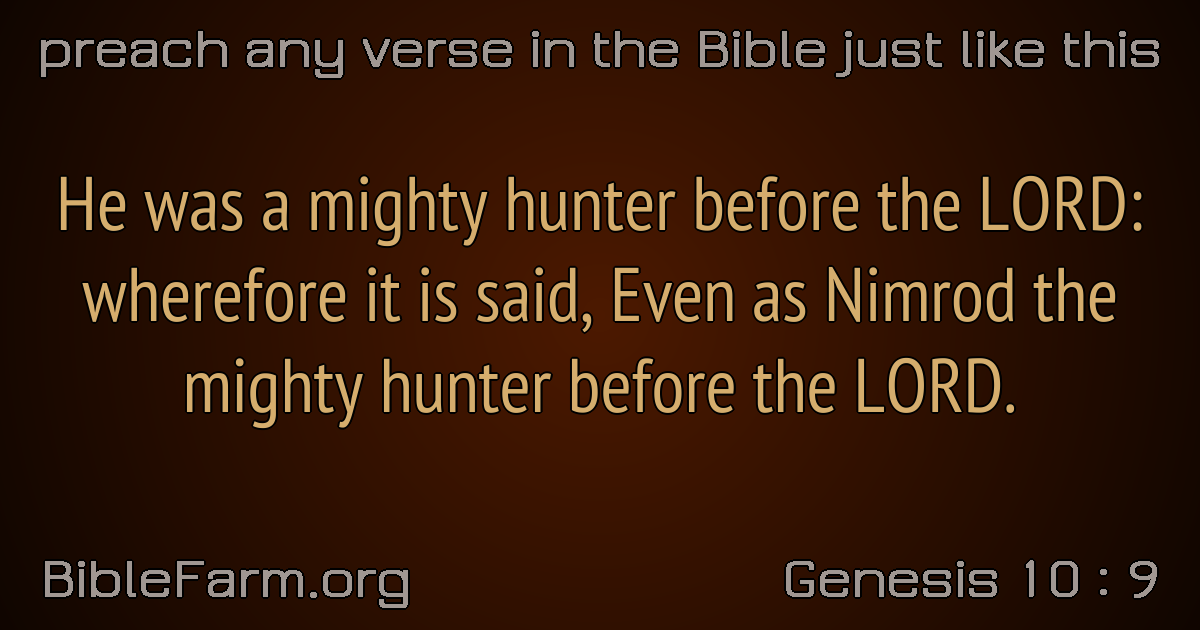 preach any verse in the Bible just like this
He was a mighty hunter before the LORD:
wherefore it is said, Even as Nimrod the
mighty hunter before the LORD.
BibleFarm.org
Genesis 10 : 9